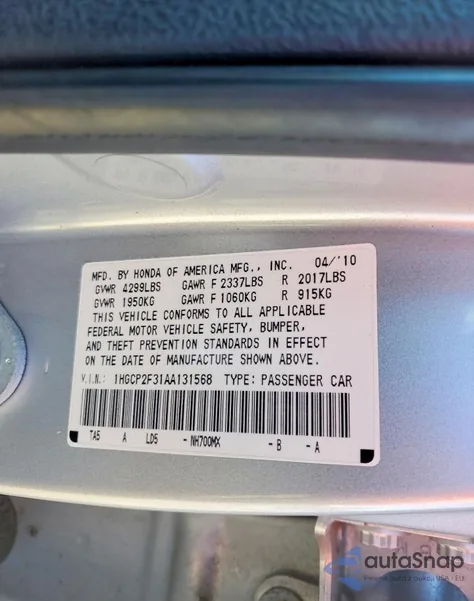 MFD. BY HONDA OF AMERICA MFG., INC. 04/'10
GVWR 4299LBS GAWR F 2337LBS R 2017LBS
GVWR 1950KG GAWR F 1060KG R 915KG
THIS VEHICLE CONFORMS TO ALL APPLICABLE
FEDERAL MOTOR VEHICLE SAFETY, BUMPER,
AND THEFT PREVENTION STANDARDS IN EFFECT
ON THE DATE OF MANUFACTURE SHOWN ABOVE.
V.I.N.: 1HGCP2F31AA131568 TYPE: PASSENGER CAR
TA5 A LD5 -NH700MX -B -A
autoSnap